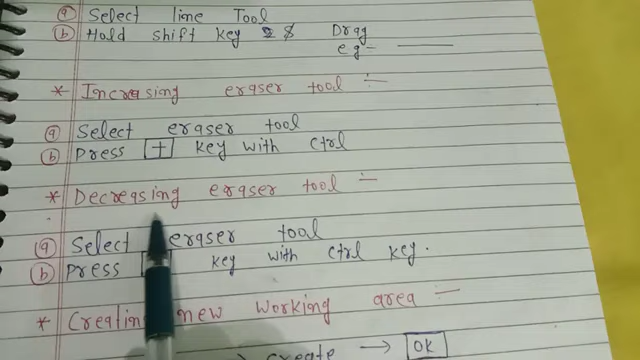 (a) Select line Tool
(b) Hold shift key & Drag
eg -
* Increasing eraser tool :-
(a) Select eraser tool
(b) Press [+] key with ctrl
* Decreasing eraser tool :-
(a) Select eraser tool
(b) Press key with ctrl key.
* Creating new working area :-
→ create → [OK]